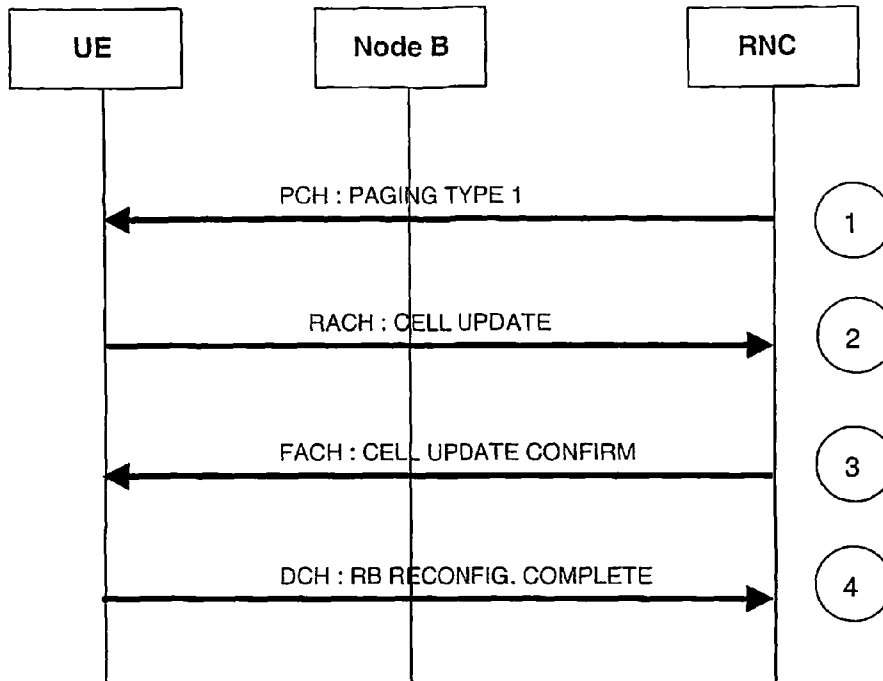 UE
Node B
RNC
PCH : PAGING TYPE 1
1
RACH : CELL UPDATE
2
FACH : CELL UPDATE CONFIRM
3
DCH : RB RECONFIG. COMPLETE
4